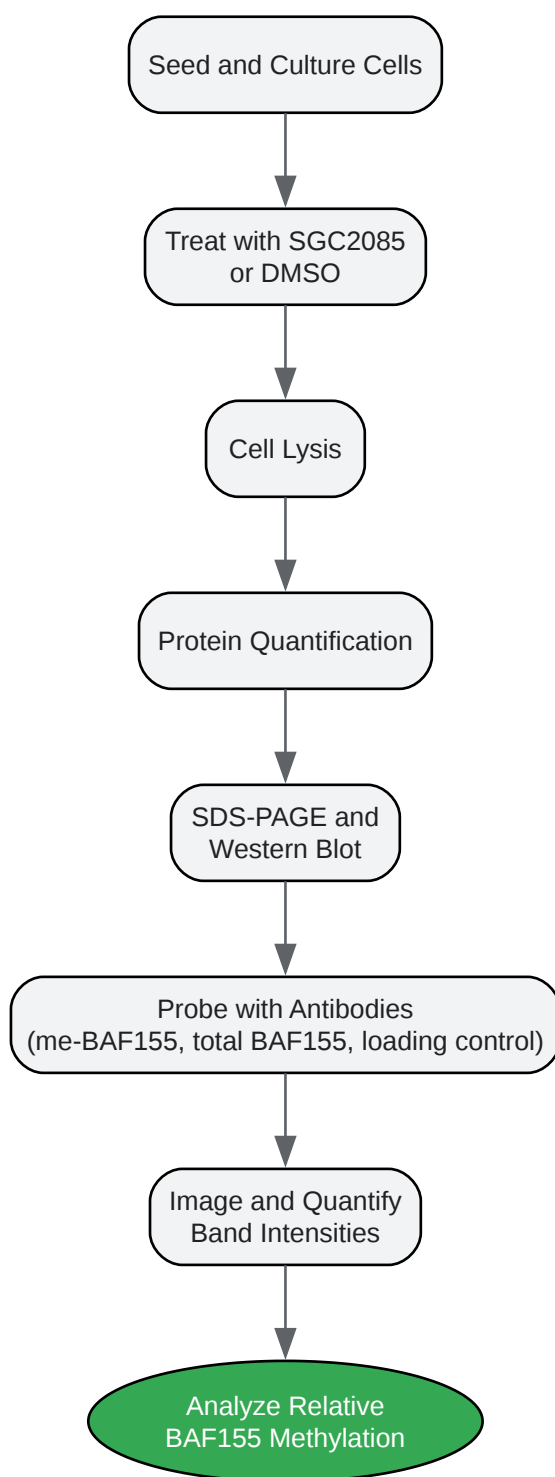 Seed and Culture Cells
Treat with SGC2085
or DMSO
Cell Lysis
Protein Quantification
SDS-PAGE and
Western Blot
Probe with Antibodies
(me-BAF155, total BAF155, loading control)
Image and Quantify
Band Intensities
Analyze Relative
BAF155 Methylation